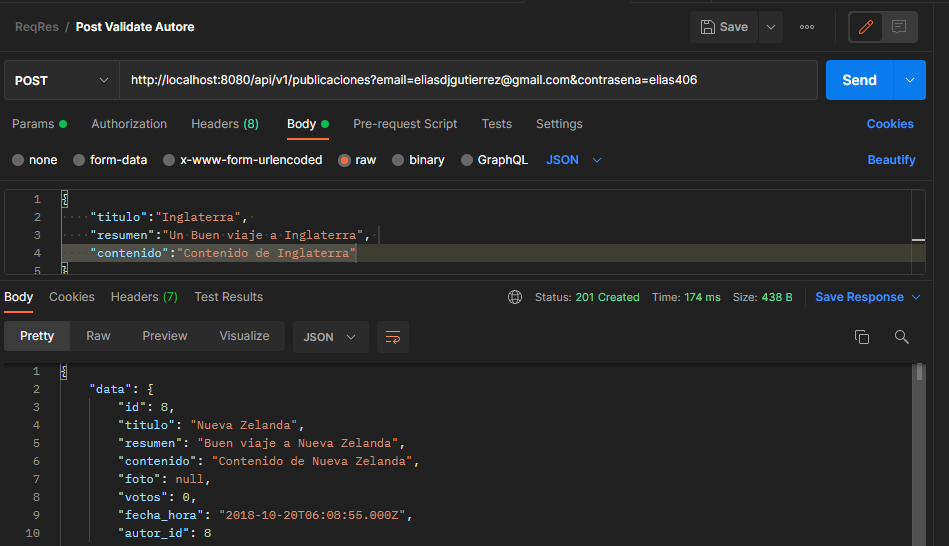 ReqRes / Post Validate Autore
Save
POST http://localhost:8080/api/v1/publicaciones?email=eliasdjgutierrez@gmail.com&contrasena=elias406 Send
Params Authorization Headers (8) Body Pre-request Script Tests Settings Cookies
none form-data x-www-form-urlencoded raw binary GraphQL JSON Beautify
1 {
2 "titulo":"Inglaterra",
3 "resumen":"Un Buen viaje a Inglaterra",
4 "contenido":"Contenido de Inglaterra"
5 }
Body Cookies Headers (7) Test Results Status: 201 Created Time: 174 ms Size: 438 B Save Response
Pretty Raw Preview Visualize JSON
1 {
2 "data": {
3 "id": 8,
4 "titulo": "Nueva Zelanda",
5 "resumen": "Buen viaje a Nueva Zelanda",
6 "contenido": "Contenido de Nueva Zelanda",
7 "foto": null,
8 "votos": 0,
9 "fecha_hora": "2018-10-20T06:08:55.000Z",
10 "autor_id": 8